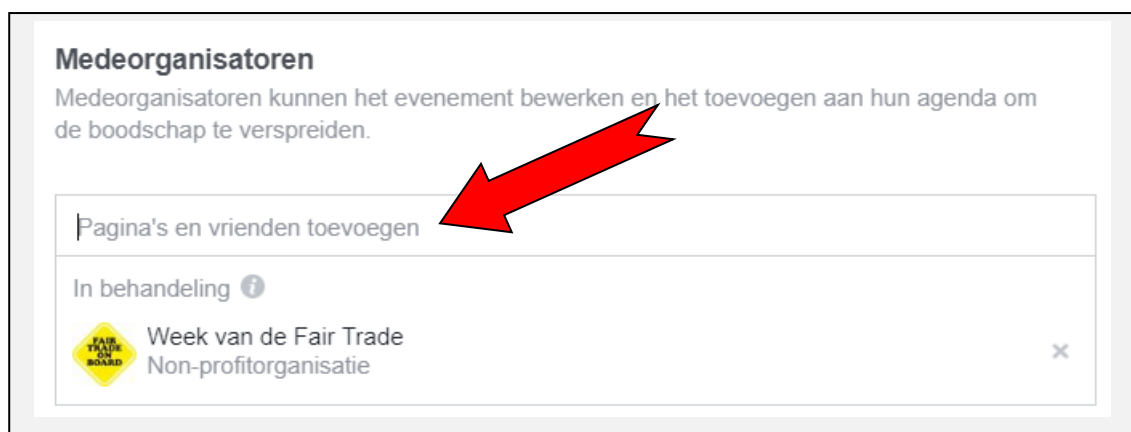 Medeorganisatoren
Medeorganisatoren kunnen het evenement bewerken en het toevoegen aan hun agenda om
de boodschap te verspreiden.
Pagina's en vrienden toevoegen
In behandeling
FAIR
TRADE
ON
BOARD
Week van de Fair Trade
Non-profitorganisatie